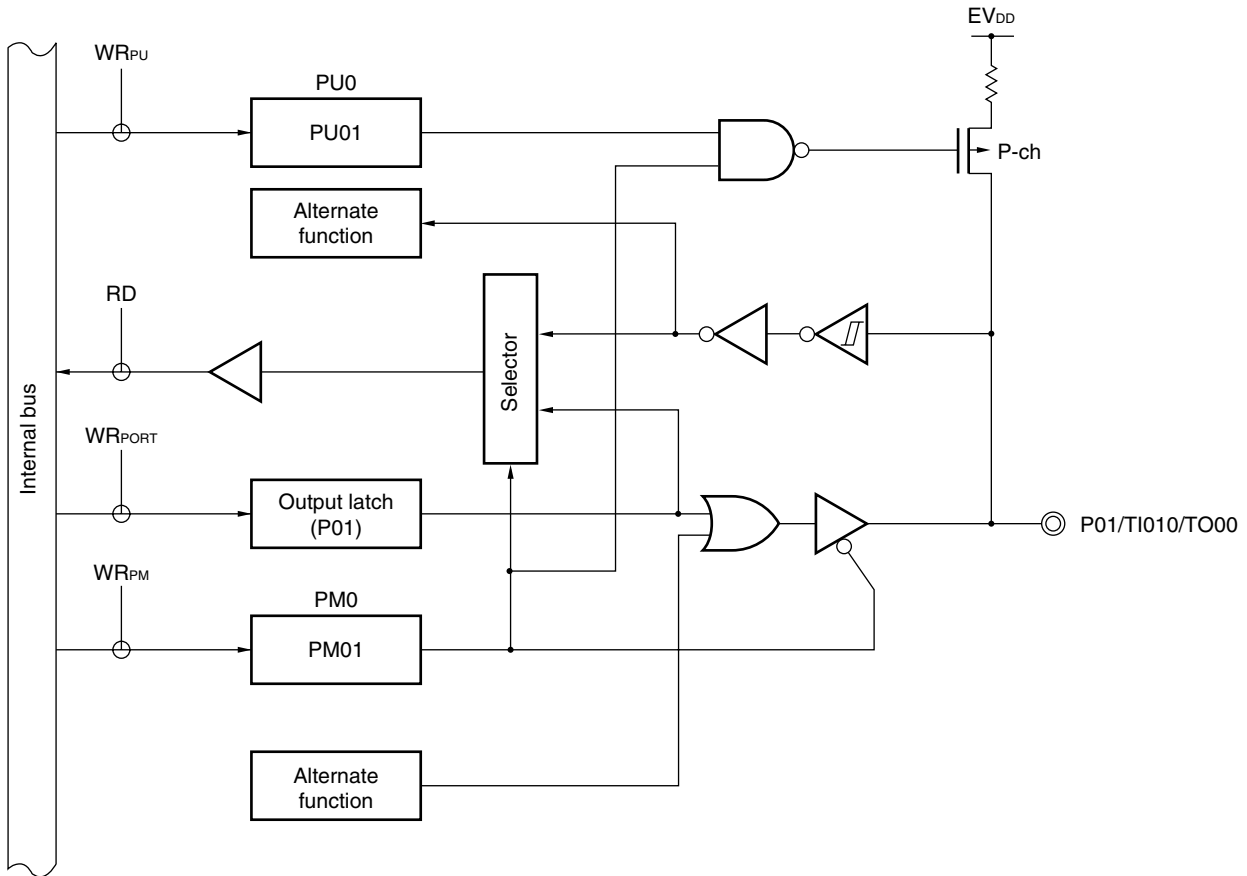 EVDD
WRPU
PU0
PU01
P-ch
Alternate
function
RD
Selector
Internal bus
WRPORT
Output latch
(P01)
P01/TI010/TO00
WRPM
PM0
PM01
Alternate
function